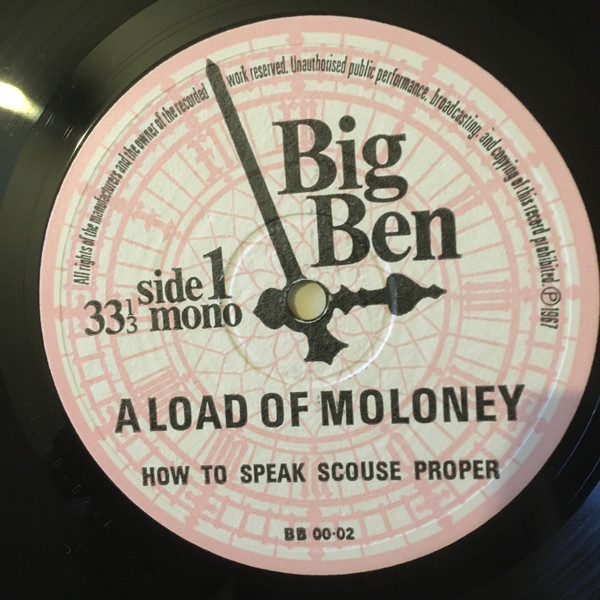 All rights of the manufacturers and the owner of the recorded work reserved. Unauthorised public performance, broadcasting, and copying of this record prohibited. Ⓟ 1967
Big
Ben
side 1
33⅓ mono
A LOAD OF MOLONEY
HOW TO SPEAK SCOUSE PROPER
BB 00-02